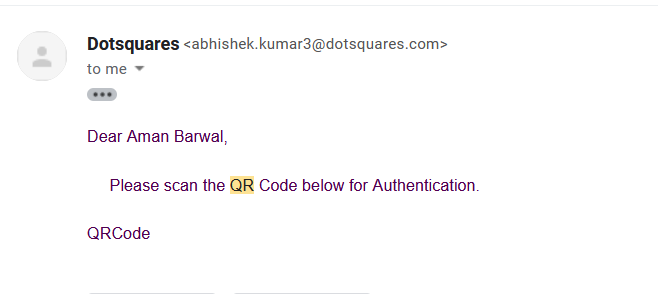 Dotsquares <abhishek.kumar3@dotsquares.com>
to me
Dear Aman Barwal,
Please scan the QR Code below for Authentication.
QRCode